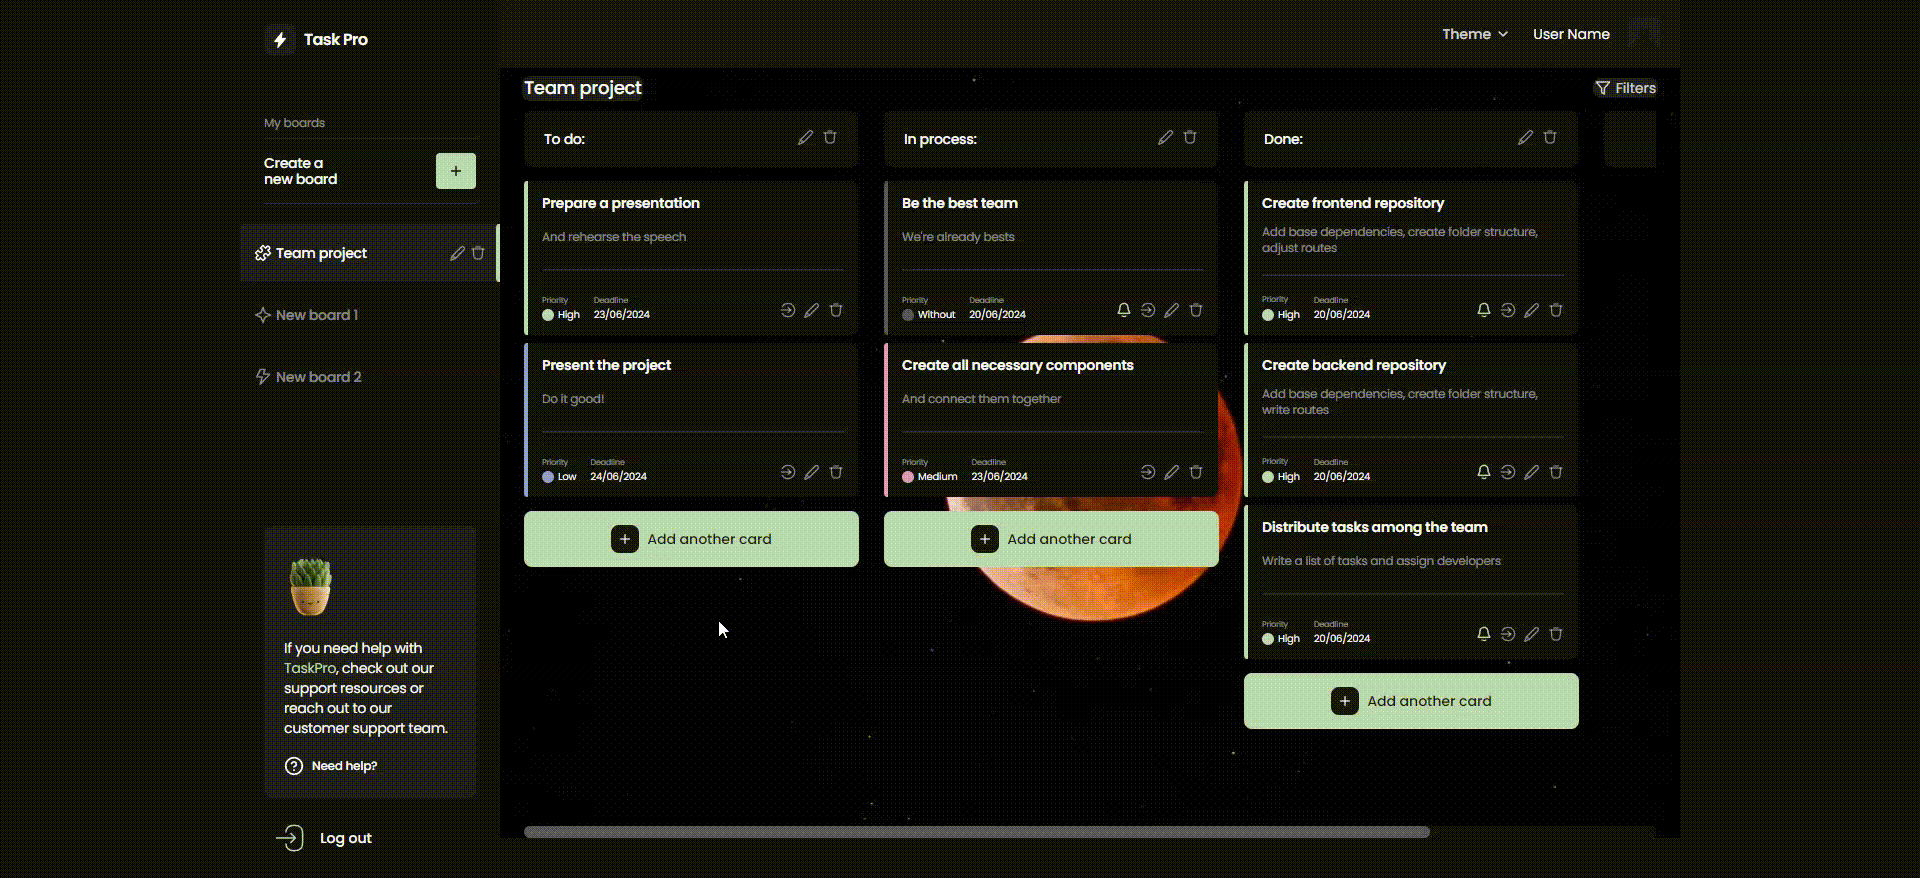 Task Pro
Theme
User Name
My boards
Create a
new board
Team project
New board 1
New board 2
If you need help with
TaskPro, check out our
support resources or
reach out to our
customer support team.
Need help?
Log out
Team project
Filters
To do:
Prepare a presentation
And rehearse the speech
Priority
Deadline
High
23/06/2024
Present the project
Do it good!
Priority
Deadline
Low
24/06/2024
Add another card
In process:
Be the best team
We're already bests
Priority
Deadline
Without
20/06/2024
Create all necessary components
And connect them together
Priority
Deadline
Medium
23/06/2024
Add another card
Done:
Create frontend repository
Add base dependencies, create folder structure,
adjust routes
Priority
Deadline
High
20/06/2024
Create backend repository
Add base dependencies, create folder structure,
write routes
Priority
Deadline
High
20/06/2024
Distribute tasks among the team
Write a list of tasks and assign developers
Priority
Deadline
High
20/06/2024
Add another card